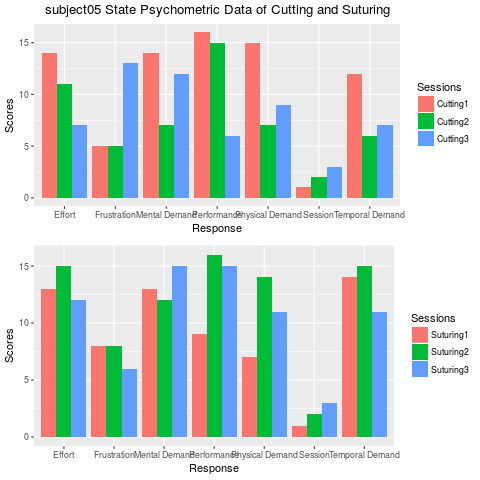 subject05 State Psychometric Data of Cutting and Suturing
15
10
5
0
Scores
Effort Frustration Mental Demand Performance Physical Demand Session Temporal Demand
Response
Sessions
Cutting1
Cutting2
Cutting3
15
10
5
0
Scores
Effort Frustration Mental Demand Performance Physical Demand Session Temporal Demand
Response
Sessions
Suturing1
Suturing2
Suturing3